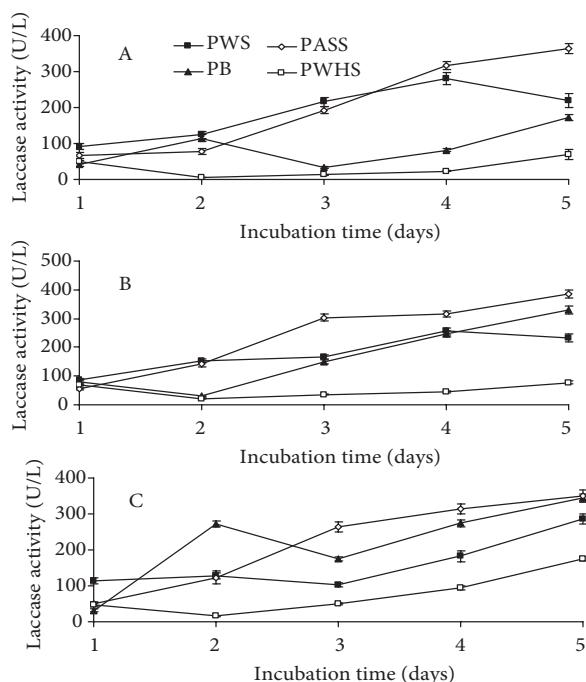 A
PWS PASS
PB PWHS
Laccase activity (U/L)
400
300
200
100
0
1 2 3 4 5
Incubation time (days)
B
Laccase activity (U/L)
500
400
300
200
100
0
1 2 3 4 5
Incubation time (days)
C
Laccase activity (U/L)
400
300
200
100
0
1 2 3 4 5
Incubation time (days)